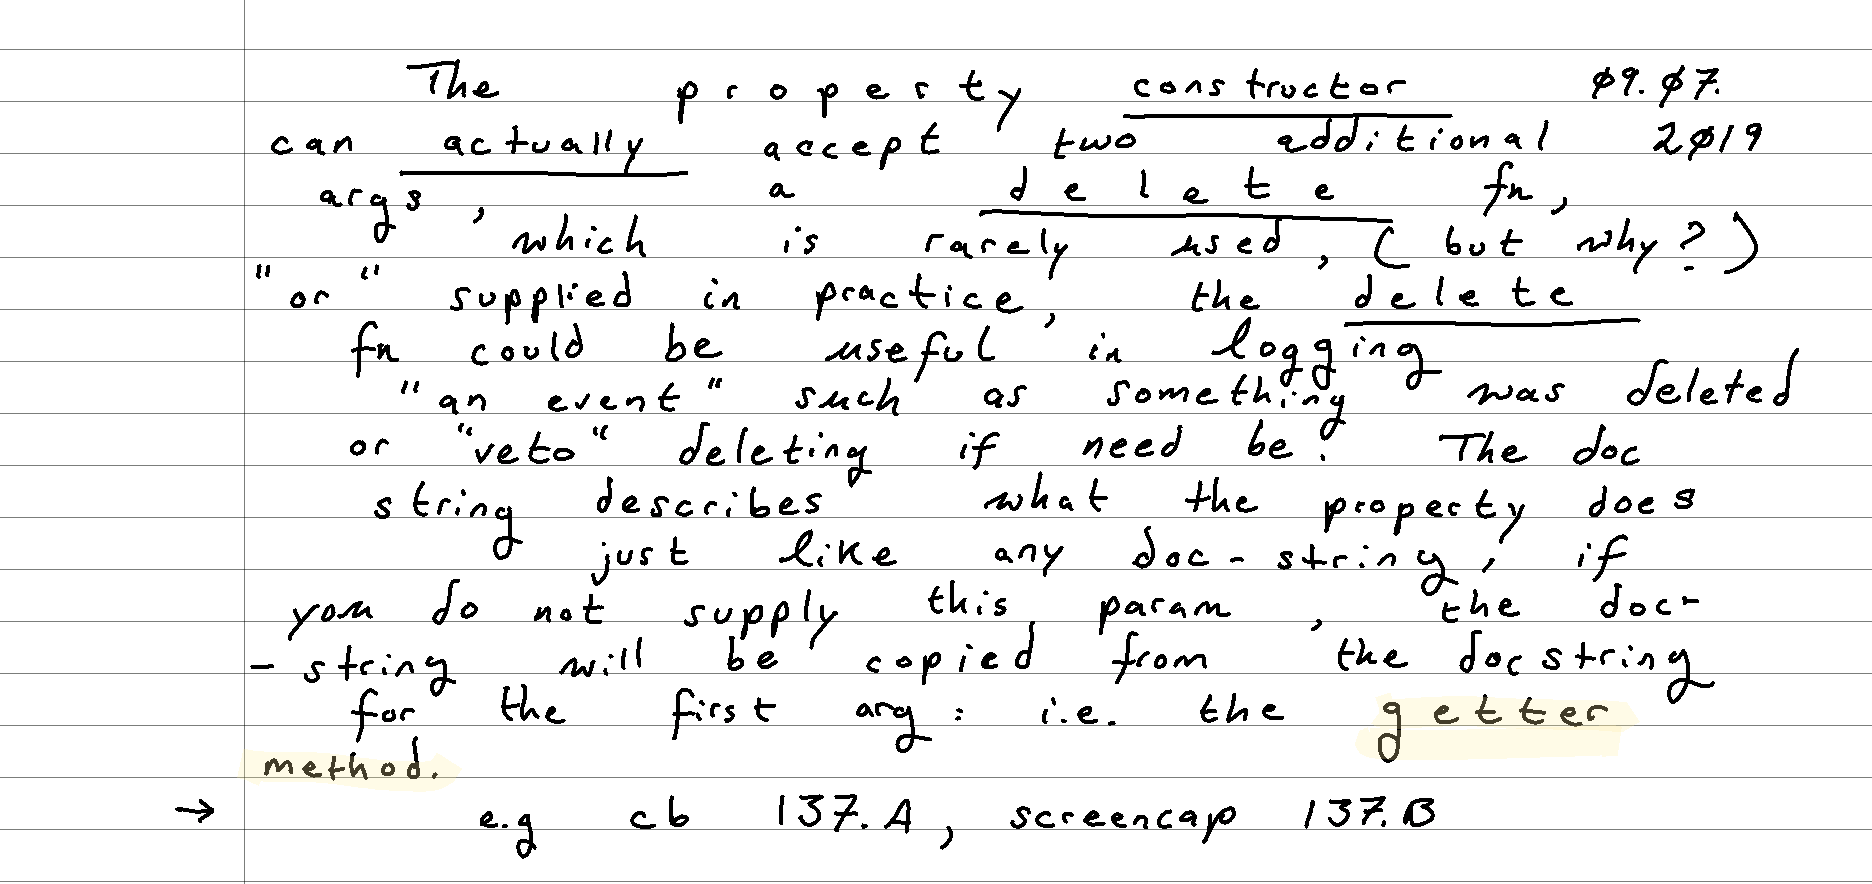 The property constructor 09.07.
can actually accept two additional 2019
args, a delete fn,
which is rarely used, (but why?)
"or" supplied in practice, the delete
fn could be useful in logging
"an event" such as something was deleted
or "veto" deleting if need be! The doc
string describes what the property does
just like any doc-string, if
you do not supply this param, the doc-
-string will be copied from the docstring
for the first arg: i.e. the getter
method.
→ e.g cb 137.A, screencap 137.B